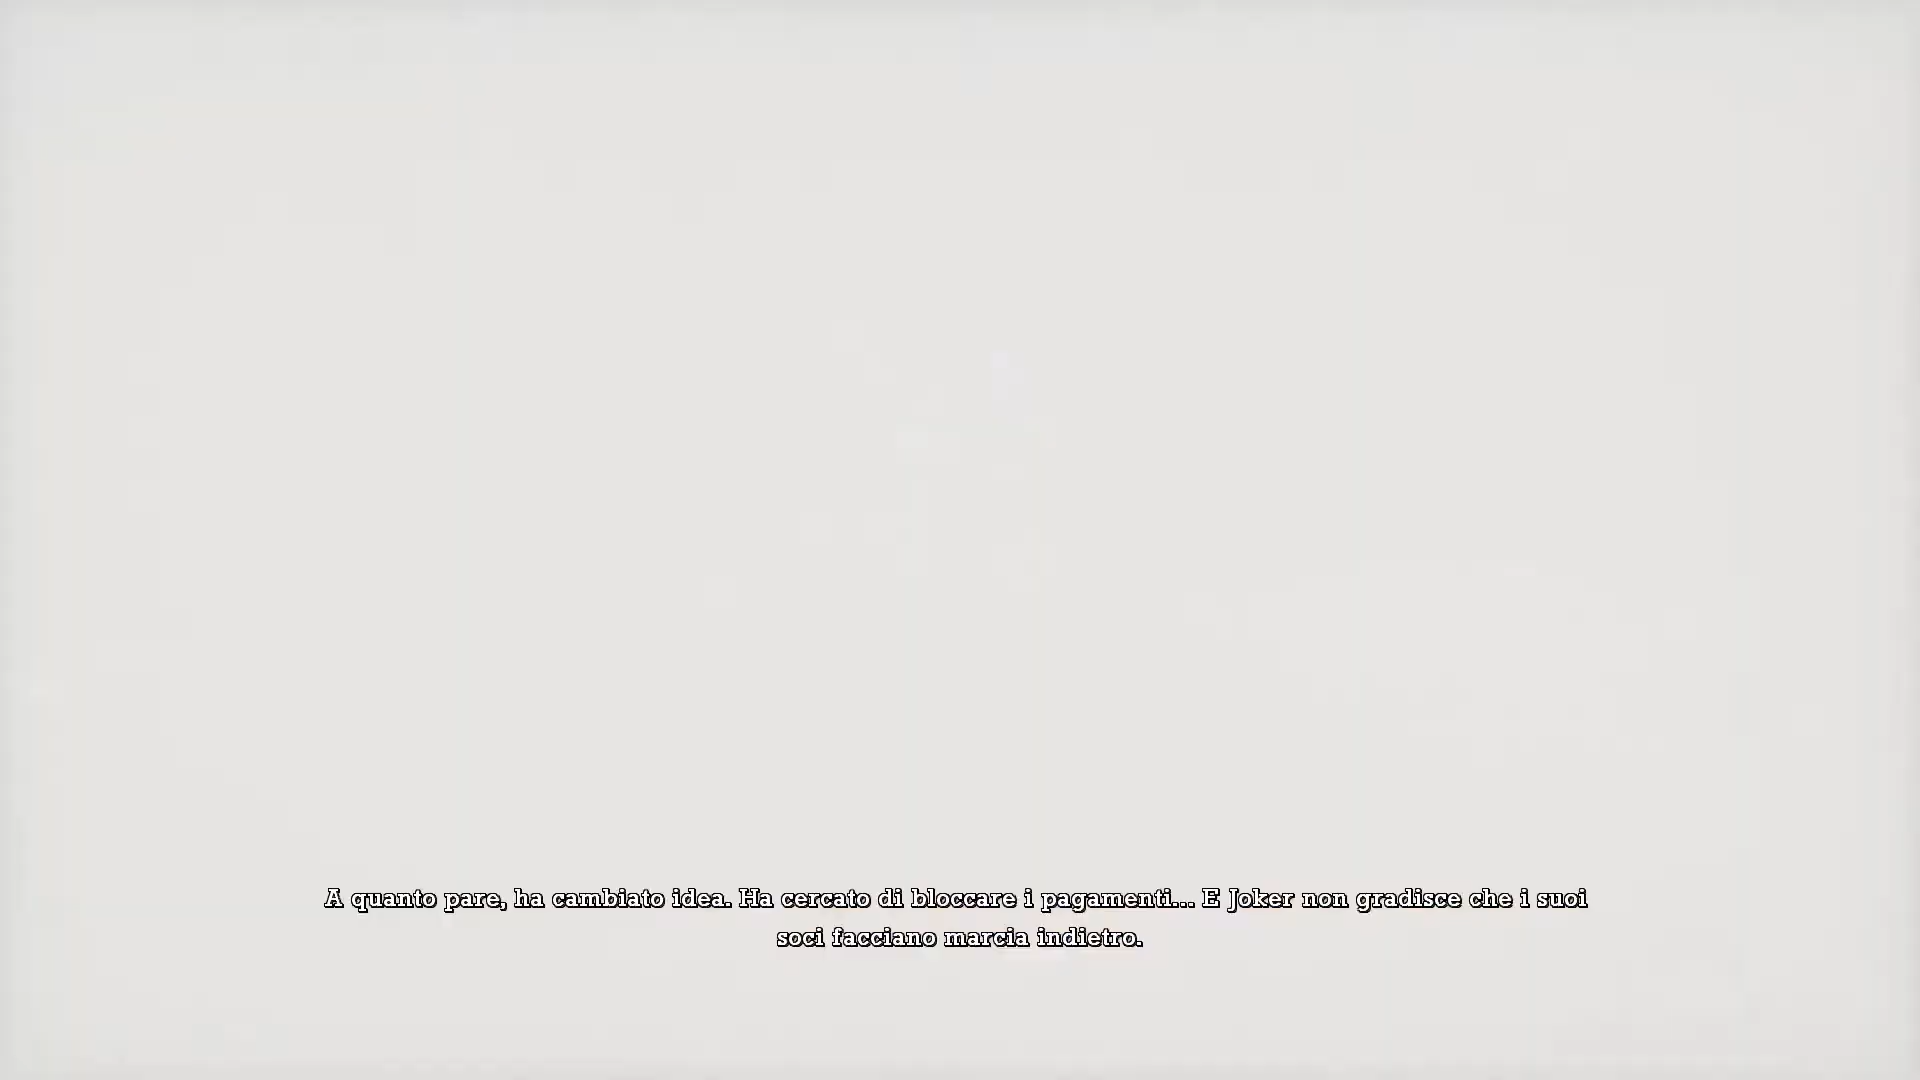 A quanto pare, ha cambiato idea. Ha cercato di bloccare i pagamenti... E Joker non gradisce che i suoi
soci facciano marcia indietro.